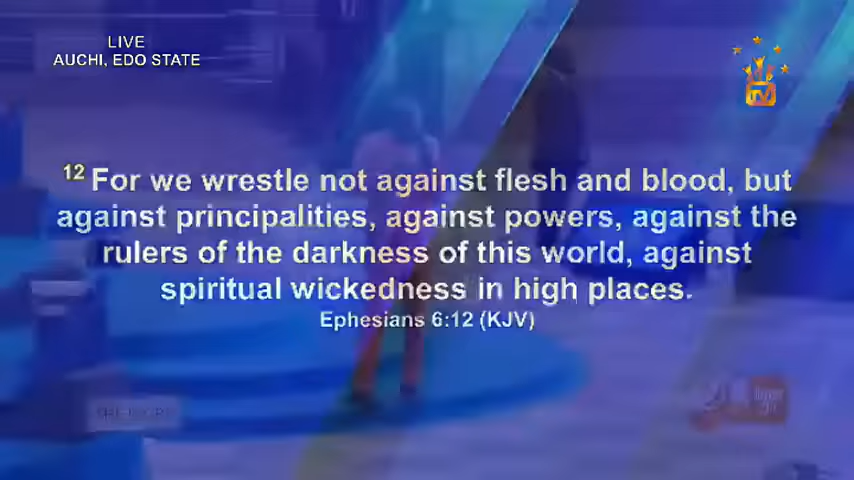 LIVE
AUCHI, EDO STATE
12 For we wrestle not against flesh and blood, but
against principalities, against powers, against the
rulers of the darkness of this world, against
spiritual wickedness in high places.
Ephesians 6:12 (KJV)